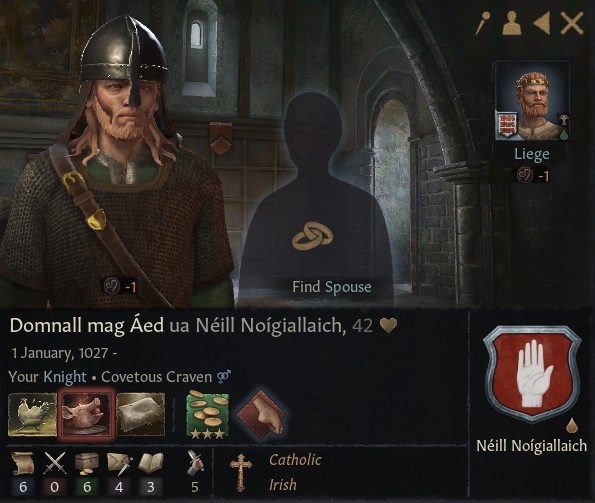 Liege
-1
-1
Find Spouse
Domnall mag Áed ua Néill Noígiallaich, 42
1 January, 1027 -
Your Knight • Covetous Craven
Néill Noígiallaich
6 0 6 4 3 5
Catholic
Irish